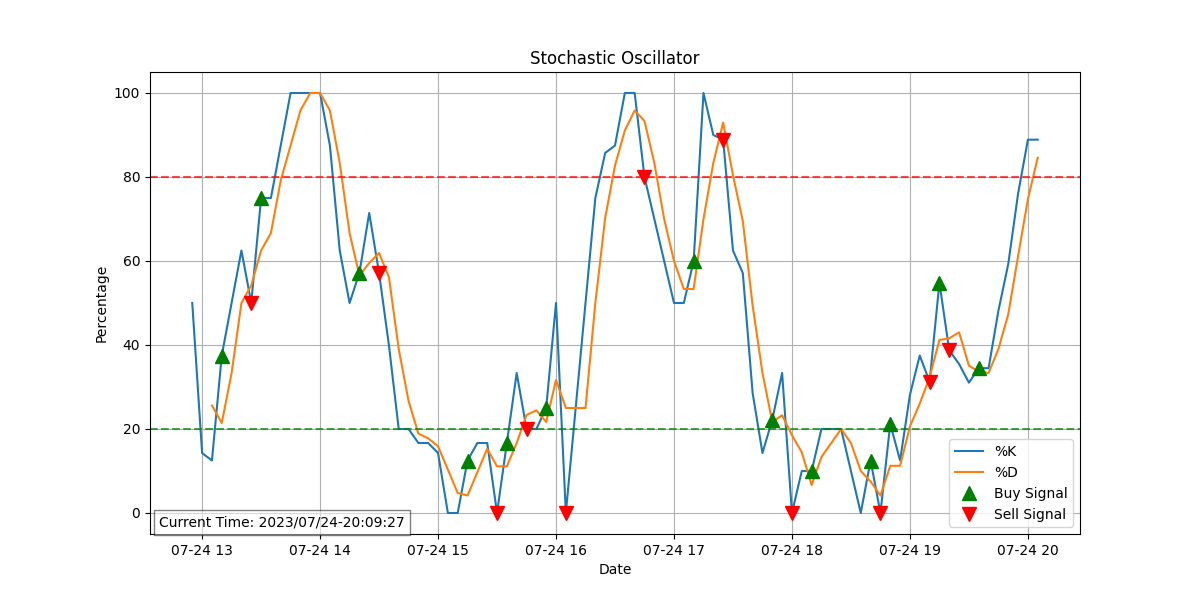 Stochastic Oscillator
Percentage
100
80
60
40
20
0
%K
%D
Buy Signal
Sell Signal
Current Time: 2023/07/24-20:09:27
07-24 13
07-24 14
07-24 15
07-24 16
07-24 17
07-24 18
07-24 19
07-24 20
Date